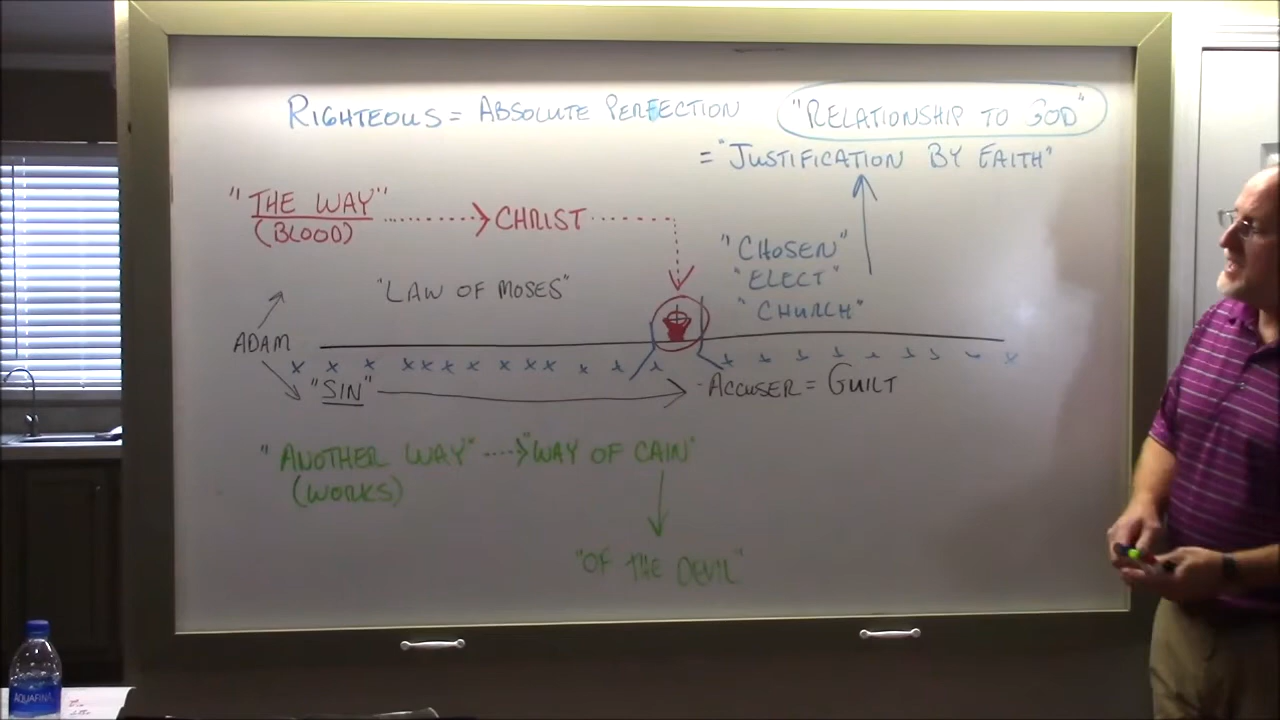 RIGHTEOUS = ABSOLUTE PERFECTION "RELATIONSHIP TO GOD"
= "JUSTIFICATION BY FAITH"
"THE WAY" CHRIST
(BLOOD)
"CHOSEN"
"ELECT"
"CHURCH"
"LAW OF MOSES"
ADAM
x x x x x x x x x x x x x x x x x x x x x x
"SIN" ACCUSER = GUILT
"ANOTHER WAY" "WAY OF CAIN"
(WORKS)
"OF THE DEVIL"
AQUAFINA